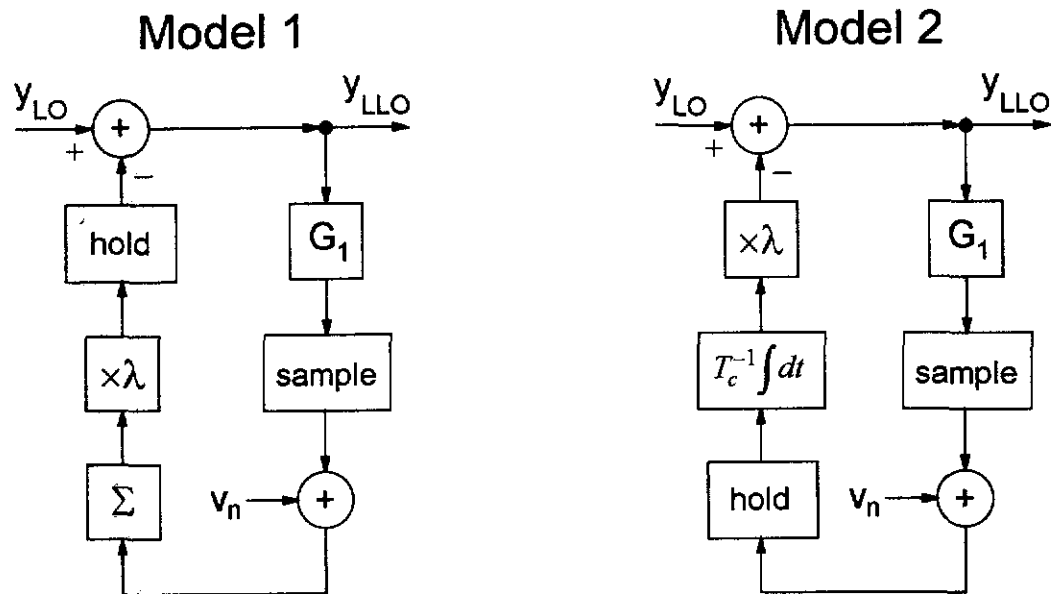 Model 1
y_LO
y_LLO
+
+
−
hold
G_1
×λ
sample
Σ
v_n
+
Model 2
y_LO
y_LLO
+
+
−
×λ
G_1
T_c^{-1}∫dt
sample
hold
v_n
+